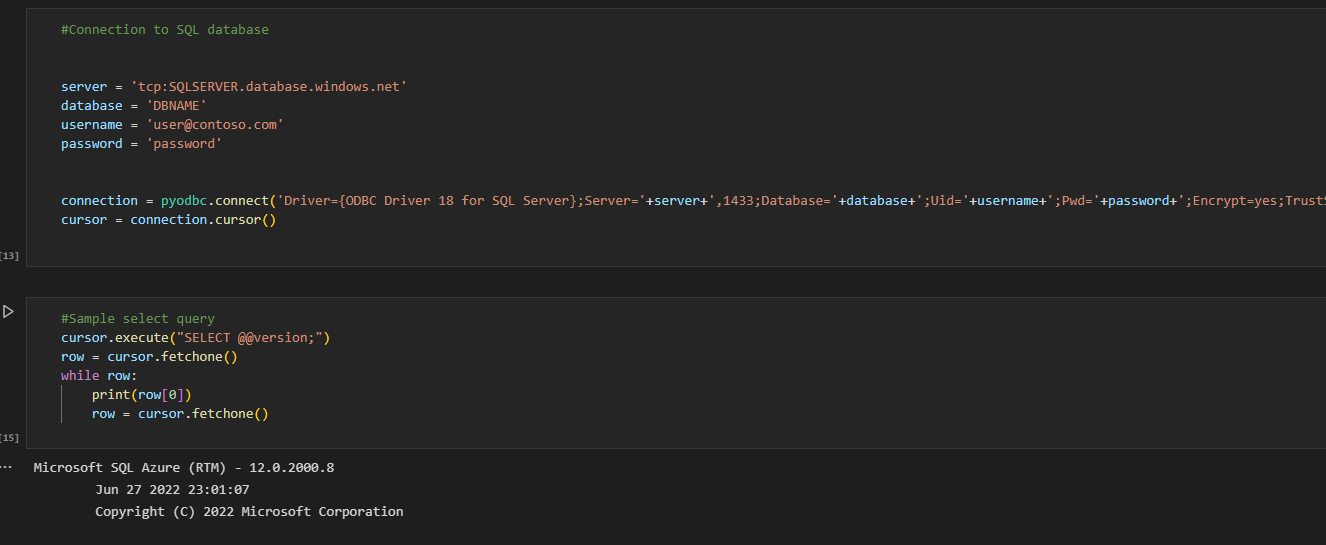 #Connection to SQL database
server = 'tcp:SQLSERVER.database.windows.net'
database = 'DBNAME'
username = 'user@contoso.com'
password = 'password'
connection = pyodbc.connect('Driver={ODBC Driver 18 for SQL Server};Server='+server+',1433;Database='+database+';Uid='+username+';Pwd='+password+';Encrypt=yes;Trust
cursor = connection.cursor()
[13]
#Sample select query
cursor.execute("SELECT @@version;")
row = cursor.fetchone()
while row:
    print(row[0])
    row = cursor.fetchone()
[15]
Microsoft SQL Azure (RTM) - 12.0.2000.8
Jun 27 2022 23:01:07
Copyright (C) 2022 Microsoft Corporation